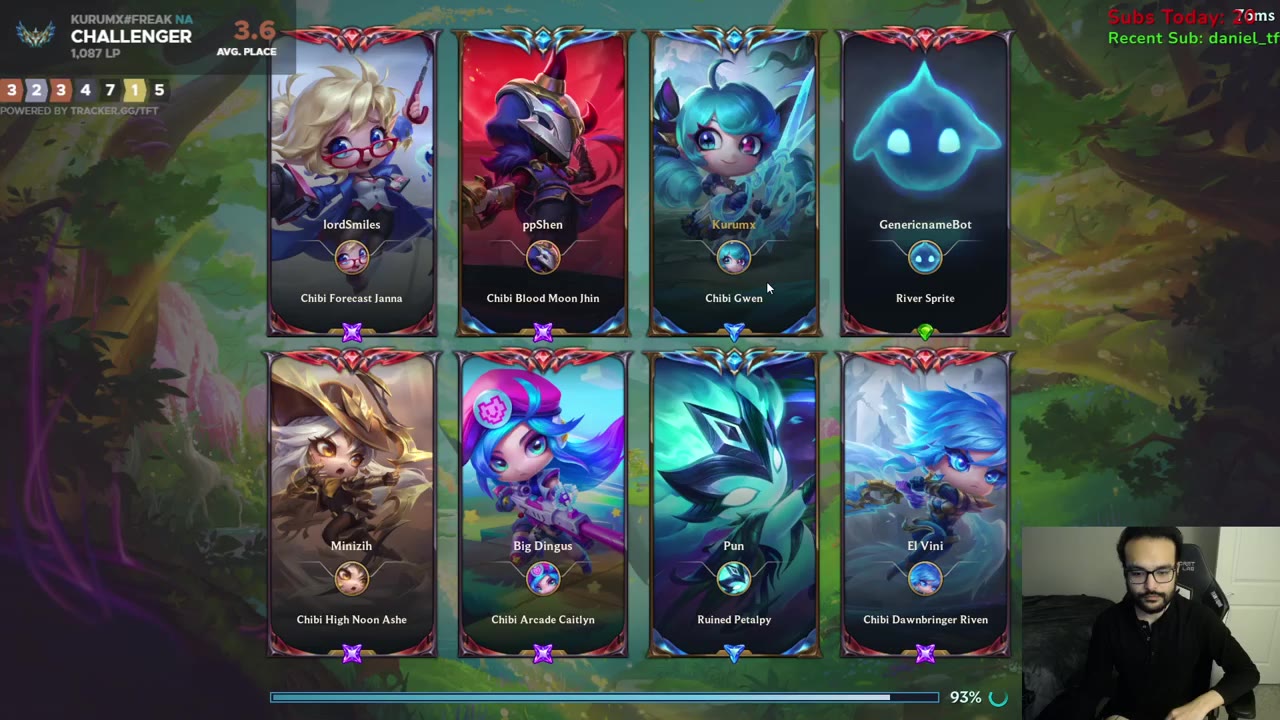 KURUMX#FREAK NA
CHALLENGER
1,087 LP
3.6
AVG. PLACE
3 2 3 4 7 1 5
POWERED BY TRACKER.GG/TFT
Subs Today: 20
76ms
Recent Sub: daniel_tf
lordSmiles
Chibi Forecast Janna
ppShen
Chibi Blood Moon Jhin
Kurumx
Chibi Gwen
GenericnameBot
River Sprite
Minizih
Chibi High Noon Ashe
Big Dingus
Chibi Arcade Caitlyn
Pun
Ruined Petalpy
El Vini
Chibi Dawnbringer Riven
93%